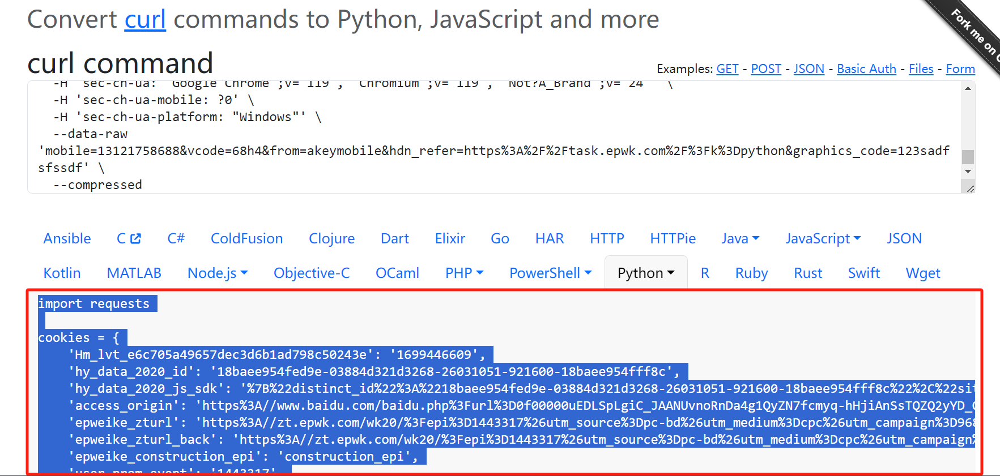 Convert curl commands to Python, JavaScript and more
Fork me on
curl command
Examples: GET - POST - JSON - Basic Auth - Files - Form
-H 'sec-ch-ua: "Google Chrome";v="119", "Chromium";v="119", "Not?A_Brand";v="24"' \
-H 'sec-ch-ua-mobile: ?0' \
-H 'sec-ch-ua-platform: "Windows"' \
--data-raw
'mobile=13121758688&vcode=68h4&from=akeymobile&hdn_refer=https%3A%2F%2Ftask.epwk.com%2F%3Fk%3Dpython&graphics_code=123sadf
sfssdf' \
--compressed
Ansible C C# ColdFusion Clojure Dart Elixir Go HAR HTTP HTTPie Java JavaScript JSON
Kotlin MATLAB Node.js Objective-C OCaml PHP PowerShell Python R Ruby Rust Swift Wget
import requests
cookies = {
'Hm_lvt_e6c705a49657dec3d6b1ad798c50243e': '1699446609',
'hy_data_2020_id': '18baee954fed9e-03884d321d3268-26031051-921600-18baee954fff8c',
'hy_data_2020_js_sdk': '%7B%22distinct_id%22%3A%2218baee954fed9e-03884d321d3268-26031051-921600-18baee954fff8c%22%2C%22sit
'access_origin': 'https%3A//www.baidu.com/baidu.php%3Furl%3D0f00000uEDLSpLgiC_JAANUvnoRnDa4g1QyZN7fcmyq-hHjiAnSsTQZQ2yYD_
'epweike_zturl': 'https%3A//zt.epwk.com/wk20/%3Fepi%3D1443317%26utm_source%3Dpc-bd%26utm_medium%3Dcpc%26utm_campaign%3D968
'epweike_zturl_back': 'https%3A//zt.epwk.com/wk20/%3Fepi%3D1443317%26utm_source%3Dpc-bd%26utm_medium%3Dcpc%26utm_campaign%
'epweike_construction_epi': 'construction_epi',
'user_prom_event': '1443317',